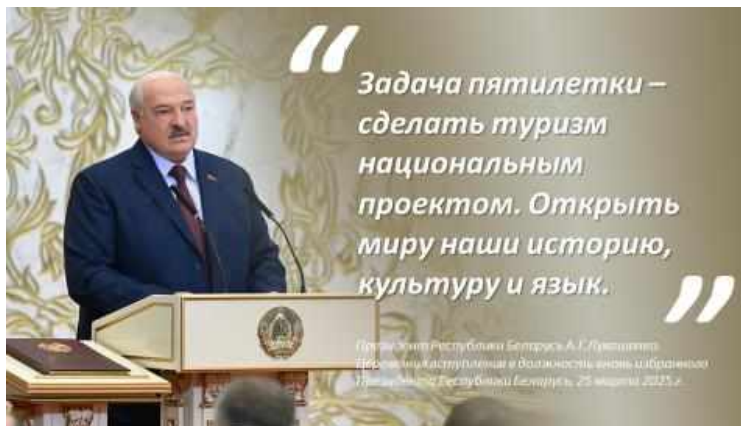 “
Задача пятилетки –
сделать туризм
национальным
проектом. Открыть
миру наши историю,
культуру и язык.
”
Президент Республики Беларусь А.Г.Лукашенко.
Церемония вступления в должность вновь избранного
Президента Республики Беларусь, 25 марта 2025 г.